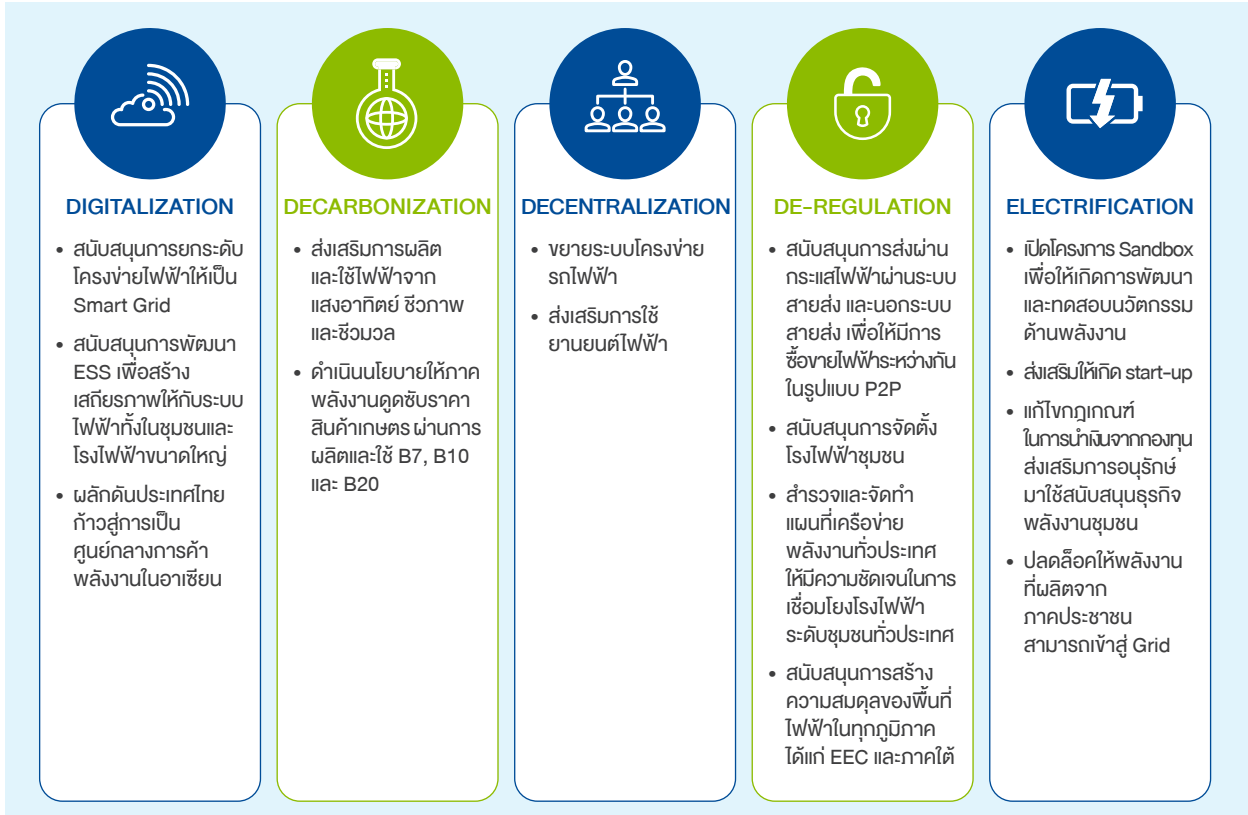 DIGITALIZATION
• สนับสนุนการยกระดับ
โครงข่ายไฟฟ้าให้เป็น
Smart Grid
• สนับสนุนการพัฒนา
ESS เพื่อสร้าง
เสถียรภาพให้กับระบบ
ไฟฟ้าทั้งในชุมชนและ
โรงไฟฟ้าขนาดใหญ่
• ผลักดันประเทศไทย
ก้าวสู่การเป็น
ศูนย์กลางการค้า
พลังงานในอาเซียน
DECARBONIZATION
• ส่งเสริมการผลิต
และใช้ไฟฟ้าจาก
แสงอาทิตย์ ชีวภาพ
และชีวมวล
• ดำเนินนโยบายให้ภาค
พลังงานดูดซับราคา
สินค้าเกษตร ผ่านการ
ผลิตและใช้ B7, B10
และ B20
DECENTRALIZATION
• ขยายระบบโครงข่าย
รถไฟฟ้า
• ส่งเสริมการใช้
ยานยนต์ไฟฟ้า
DE-REGULATION
• สนับสนุนการส่งผ่าน
กระแสไฟฟ้าผ่านระบบ
สายส่ง และนอกระบบ
สายส่ง เพื่อให้มีการ
ซื้อขายไฟฟ้าระหว่างกัน
ในรูปแบบ P2P
• สนับสนุนการจัดตั้ง
โรงไฟฟ้าชุมชน
• สำรวจและจัดทำ
แผนที่เครือข่าย
พลังงานทั่วประเทศ
ให้มีความชัดเจนในการ
เชื่อมโยงโรงไฟฟ้า
ระดับชุมชนทั่วประเทศ
• สนับสนุนการสร้าง
ความสมดุลของพื้นที่
ไฟฟ้าในทุกภูมิภาค
ได้แก่ EEC และภาคใต้
ELECTRIFICATION
• เปิดโครงการ Sandbox
เพื่อให้เกิดการพัฒนา
และทดสอบนวัตกรรม
ด้านพลังงาน
• ส่งเสริมให้เกิด start-up
• แก้ไขกฎเกณฑ์
ในการนำเงินจากกองทุน
ส่งเสริมการอนุรักษ์
มาใช้สนับสนุนธุรกิจ
พลังงานชุมชน
• ปลดล็อคให้พลังงาน
ที่ผลิตจาก
ภาคประชาชน
สามารถเข้าสู่ Grid